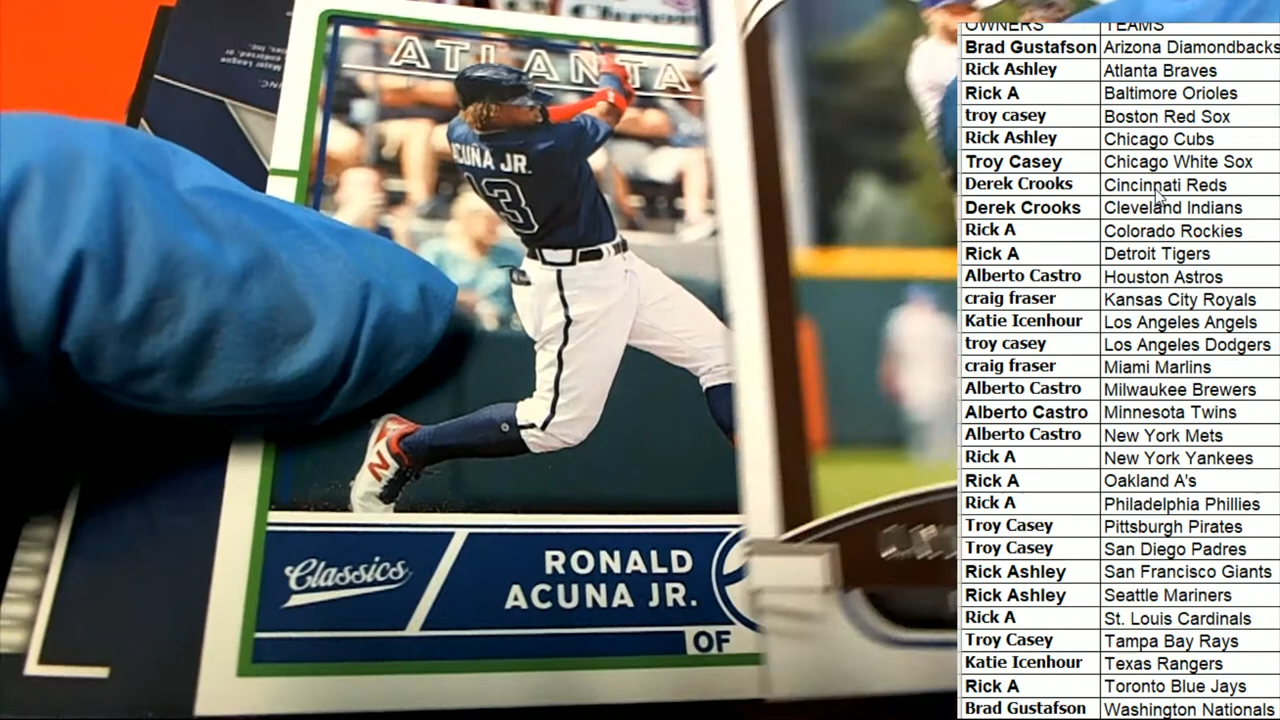 ATLANTA
ACUÑA JR.
13
N
Classics
RONALD
ACUNA JR.
OF
OWNERS TEAMS
Brad Gustafson Arizona Diamondbacks
Rick Ashley Atlanta Braves
Rick A Baltimore Orioles
troy casey Boston Red Sox
Rick Ashley Chicago Cubs
Troy Casey Chicago White Sox
Derek Crooks Cincinnati Reds
Derek Crooks Cleveland Indians
Rick A Colorado Rockies
Rick A Detroit Tigers
Alberto Castro Houston Astros
craig fraser Kansas City Royals
Katie Icenhour Los Angeles Angels
troy casey Los Angeles Dodgers
craig fraser Miami Marlins
Alberto Castro Milwaukee Brewers
Alberto Castro Minnesota Twins
Alberto Castro New York Mets
Rick A New York Yankees
Rick A Oakland A's
Rick A Philadelphia Phillies
Troy Casey Pittsburgh Pirates
Troy Casey San Diego Padres
Rick Ashley San Francisco Giants
Rick Ashley Seattle Mariners
Rick A St. Louis Cardinals
Troy Casey Tampa Bay Rays
Katie Icenhour Texas Rangers
Rick A Toronto Blue Jays
Brad Gustafson Washington Nationals